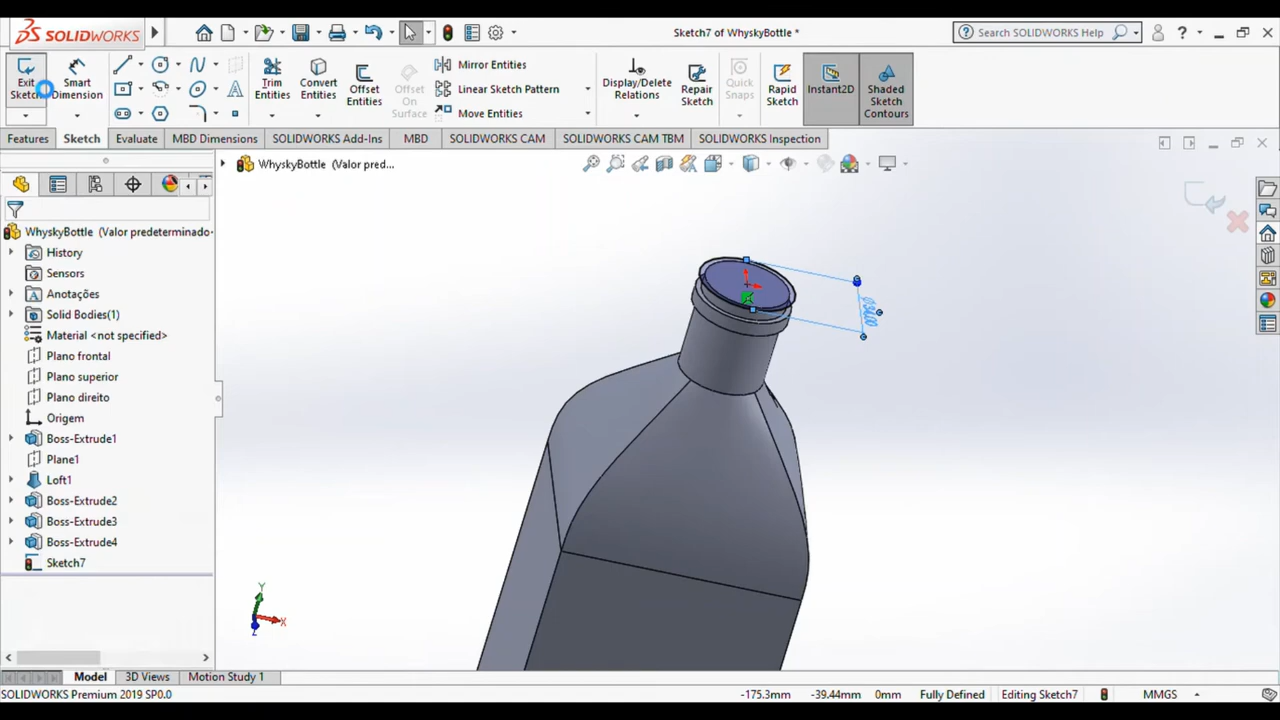 SOLIDWORKS
Sketch7 of WhyskyBottle *
Search SOLIDWORKS Help
?
Exit Sketch
Smart Dimension
Trim Entities
Convert Entities
Offset Entities
Offset On Surface
Mirror Entities
Linear Sketch Pattern
Move Entities
Display/Delete Relations
Repair Sketch
Quick Snaps
Rapid Sketch
Instant2D
Shaded Sketch Contours
Features
Sketch
Evaluate
MBD Dimensions
SOLIDWORKS Add-Ins
MBD
SOLIDWORKS CAM
SOLIDWORKS CAM TBM
SOLIDWORKS Inspection
WhyskyBottle (Valor pred...
WhyskyBottle (Valor predeterminado
History
Sensors
Anotações
Solid Bodies(1)
Material <not specified>
Plano frontal
Plano superior
Plano direito
Origem
Boss-Extrude1
Plane1
Loft1
Boss-Extrude2
Boss-Extrude3
Boss-Extrude4
Sketch7
Y
X
Z
Model
3D Views
Motion Study 1
SOLIDWORKS Premium 2019 SP0.0
-175.3mm
-39.44mm
0mm
Fully Defined
Editing Sketch7
MMGS